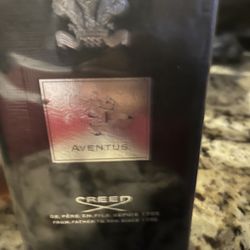 AVENTUS
CREED
DE PÈRE EN FILS DEPUIS 1760
FROM FATHER TO SON SINCE 1760